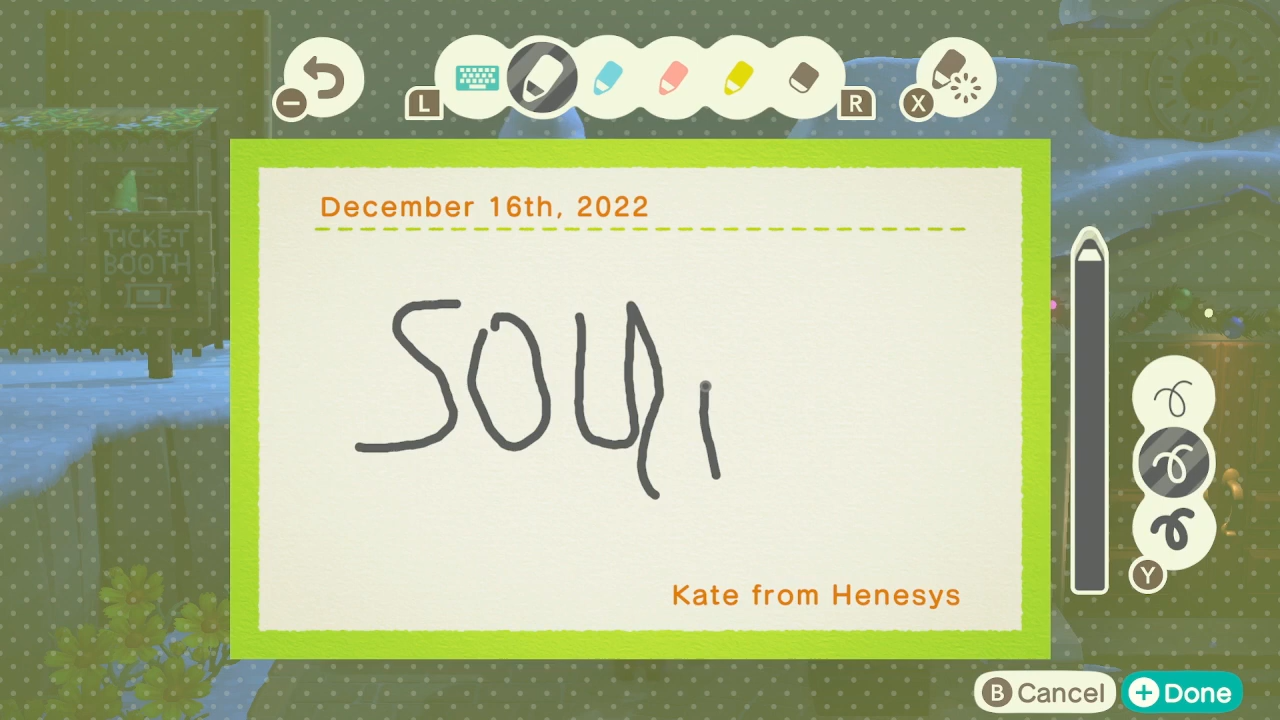 L
R
X
−
December 16th, 2022
TICKET
BOOTH
Kate from Henesys
Y
B Cancel
+ Done